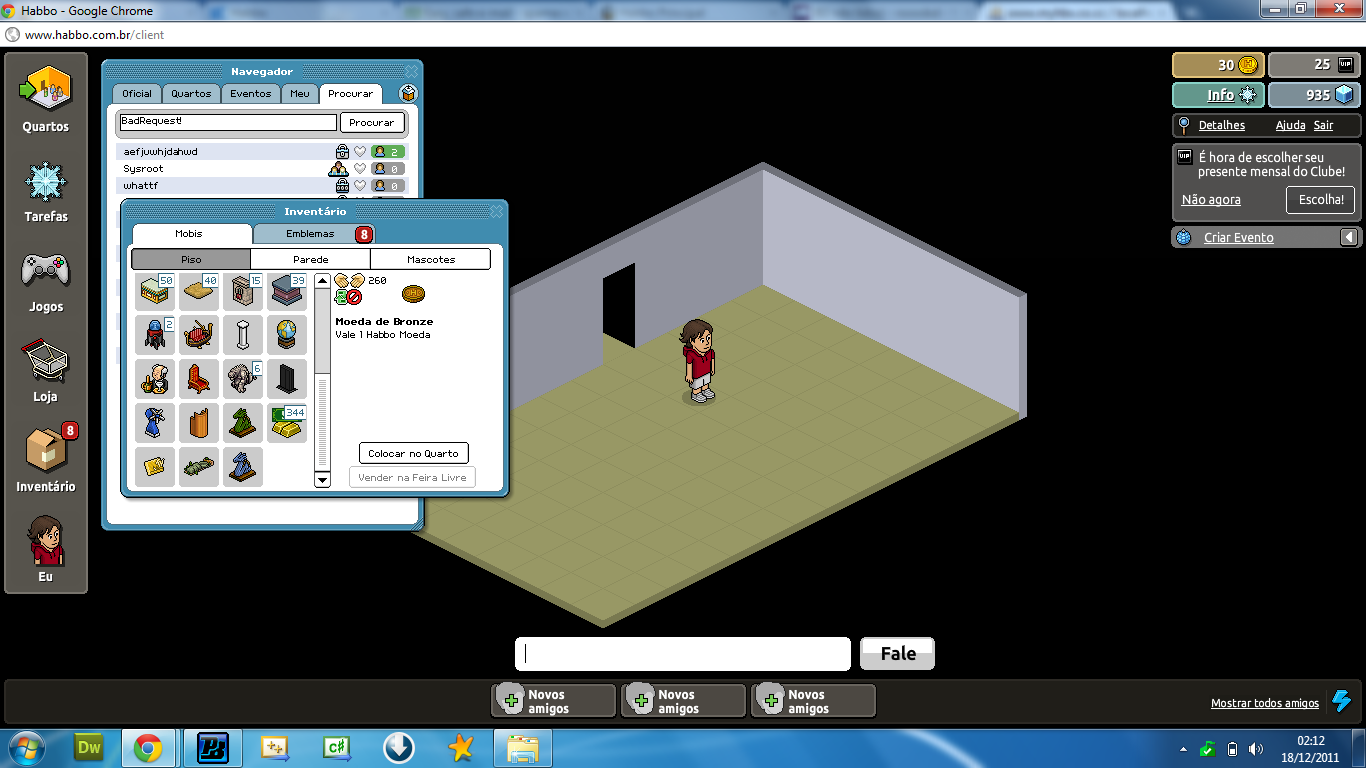 Habbo - Google Chrome
www.habbo.com.br/client
Quartos
Tarefas
Jogos
Loja
8
Inventário
Eu
Navegador
Oficial
Quartos
Eventos
Meu
Procurar
BadRequest!
Procurar
aefjuwhjdahwd
2
Sysroot
0
whattf
0
Inventário
Mobis
Emblemas
8
Piso
Parede
Mascotes
50
40
15
39
2
6
344
260
Moeda de Bronze
Vale 1 Habbo Moeda
Colocar no Quarto
Vender na Feira Livre
30
25
VIP
Info
935
Detalhes
Ajuda
Sair
VIP
É hora de escolher seu
presente mensal do Clube!
Não agora
Escolha!
Criar Evento
Fale
Novos
amigos
Novos
amigos
Novos
amigos
Mostrar todos amigos
Dw
C#
02:12
18/12/2011